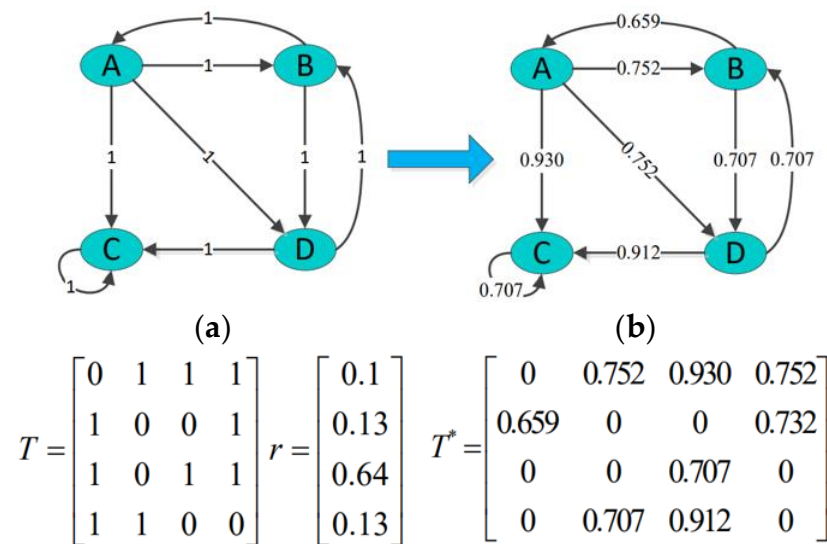 1 0.659
A 1 B A 0.752 B
1 1 1 1 0.930 0.752 0.707 0.707
C 1 D C 0.912 D
1 0.707
(a) (b)
T = [0 1 1 1] r = [0.1] T* = [0 0.752 0.930 0.752]
[1 0 0 1] [0.13] [0.659 0 0 0.732]
[1 0 1 1] [0.64] [0 0 0.707 0]
[1 1 0 0] [0.13] [0 0.707 0.912 0]